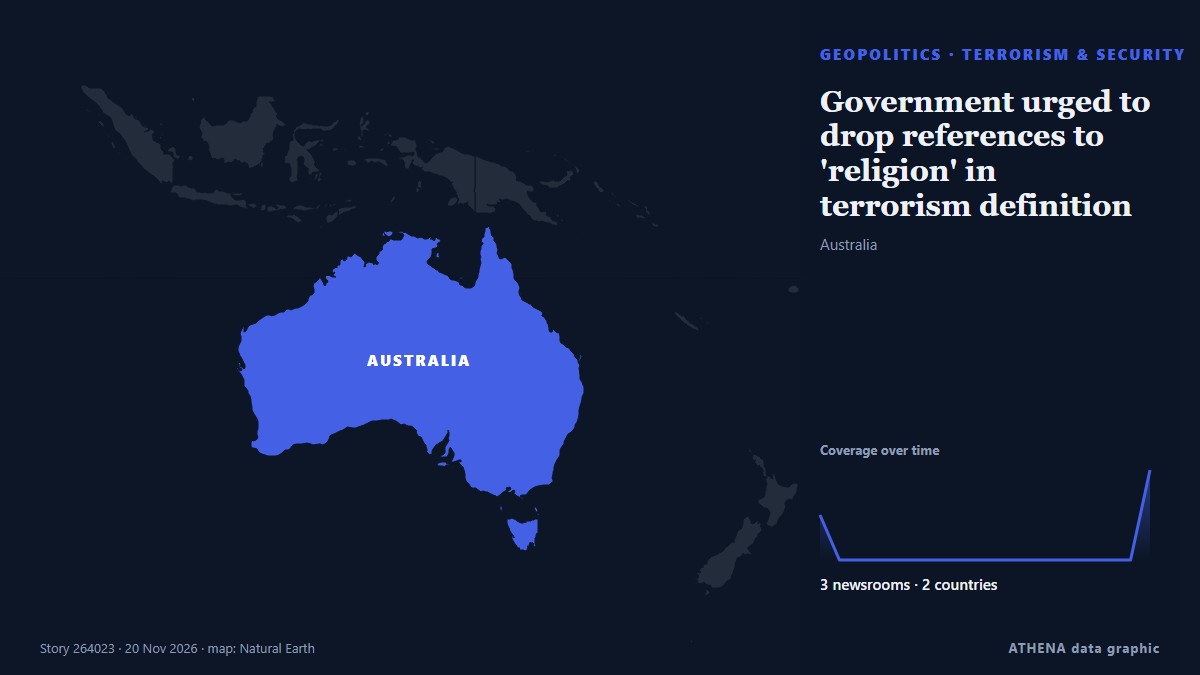 GEOPOLITICS · TERRORISM & SECURITY
Government urged to
drop references to
'religion' in
terrorism definition
Australia
AUSTRALIA
Coverage over time
3 newsrooms · 2 countries
Story 264023 · 20 Nov 2026 · map: Natural Earth
ATHENA data graphic